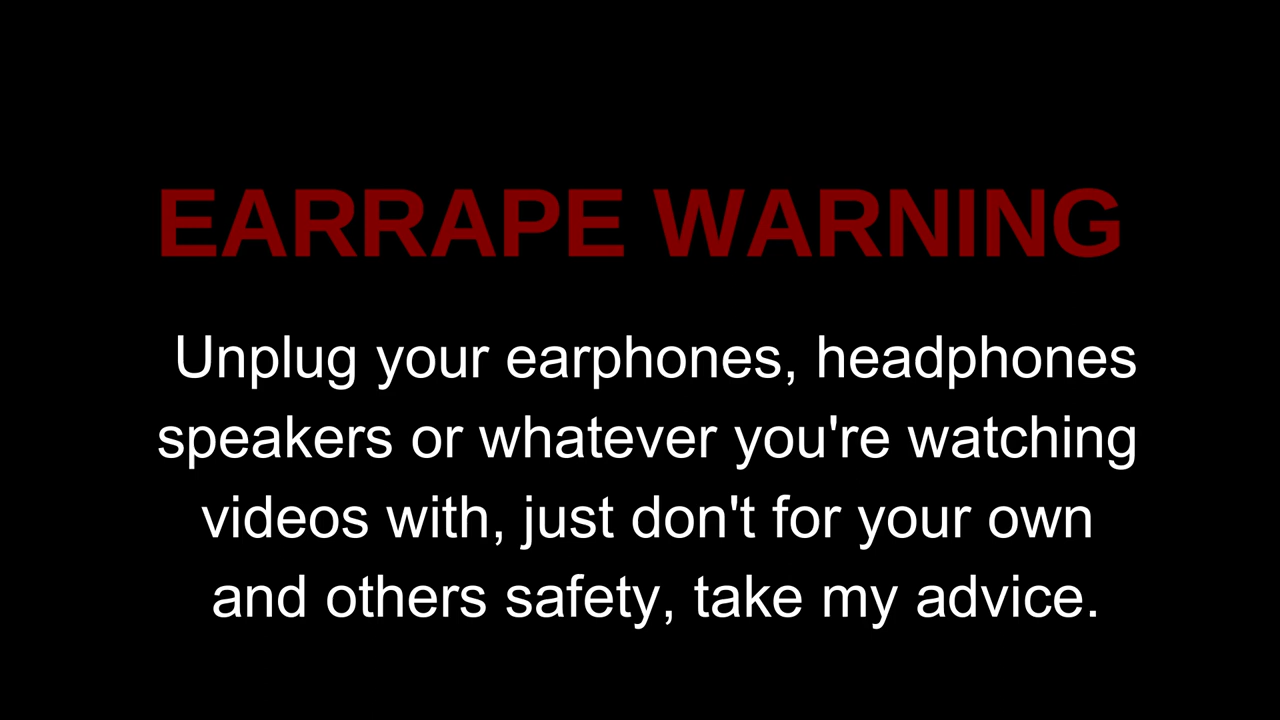 EARRAPE WARNING
Unplug your earphones, headphones
speakers or whatever you're watching
videos with, just don't for your own
and others safety, take my advice.